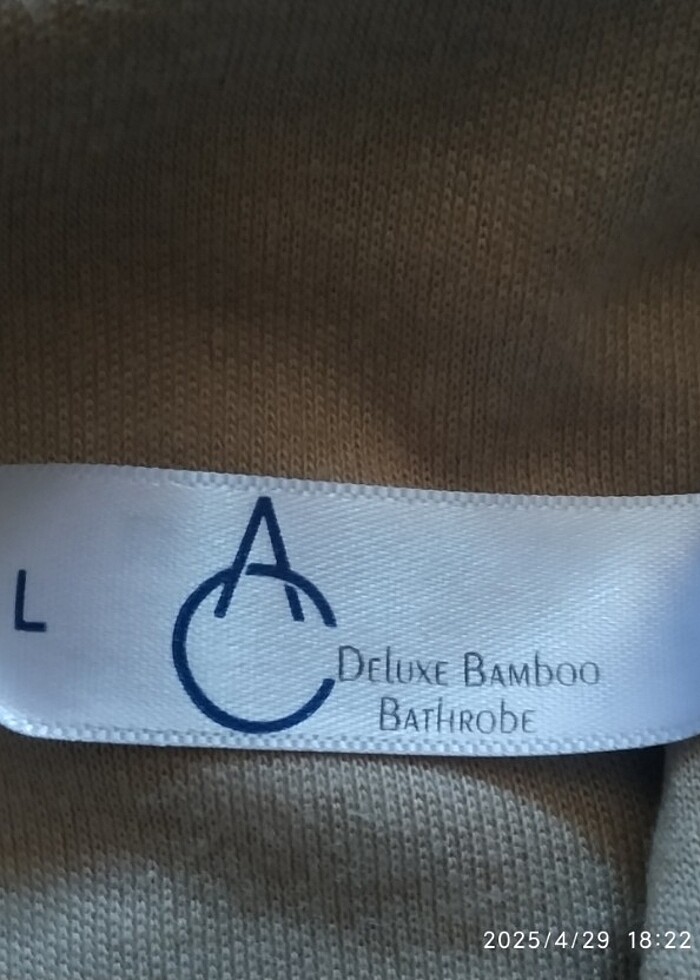 L
AC
Deluxe Bamboo
Bathrobe
2025/4/29 18:22